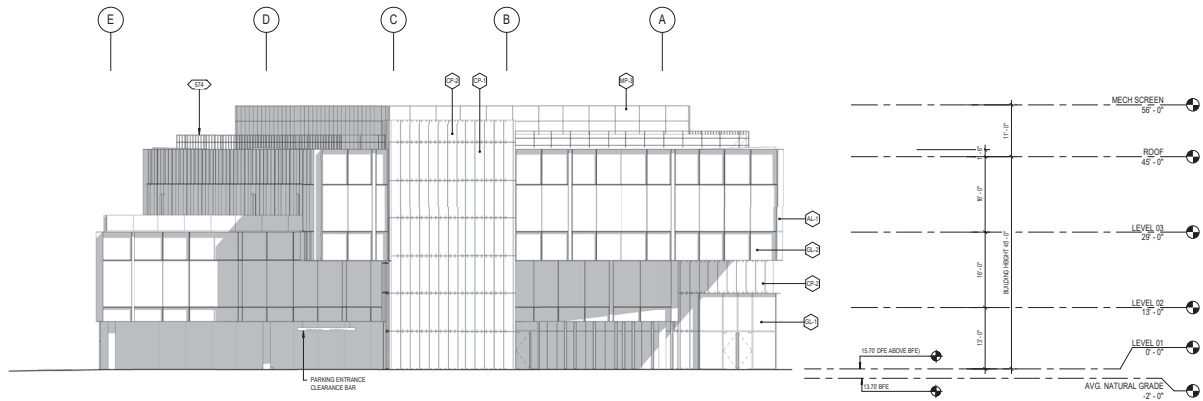 E
D
C
B
A
574
CP-2
CP-1
MP-3
AL-1
GL-2
CP-2
GL-1
PARKING ENTRANCE
CLEARANCE BAR
MECH SCREEN
56' - 0"
11' - 0"
ROOF
45' - 0"
16' - 0"
LEVEL 03
29' - 0"
16' - 0"
BUILDING HEIGHT 45'-0"
LEVEL 02
13' - 0"
13' - 0"
LEVEL 01
0' - 0"
15.70' DFE ABOVE BFE)
13.70' BFE
AVG. NATURAL GRADE
-2' - 0"